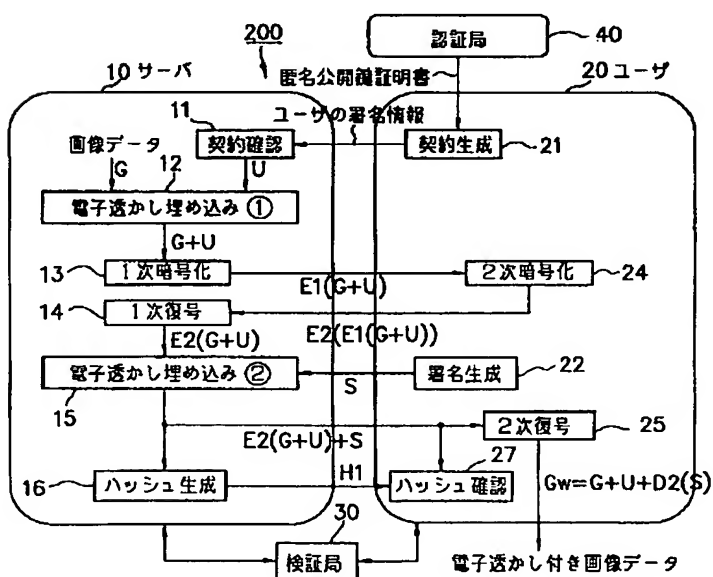 200
認証局
40
匿名公開鍵証明書
10 サーバ
20 ユーザ
ユーザの署名情報
11
契約確認
契約生成
21
画像データ
G
12
U
電子透かし埋め込み ①
G+U
13
1次暗号化
E1(G+U)
2次暗号化
24
14
1次復号
E2(G+U)
E2(E1(G+U))
電子透かし埋め込み ②
15
S
署名生成
22
2次復号
25
E2(G+U)+S
27
16
ハッシュ生成
H1
ハッシュ確認
Gw=G+U+D2(S)
30
検証局
電子透かし付き画像データ